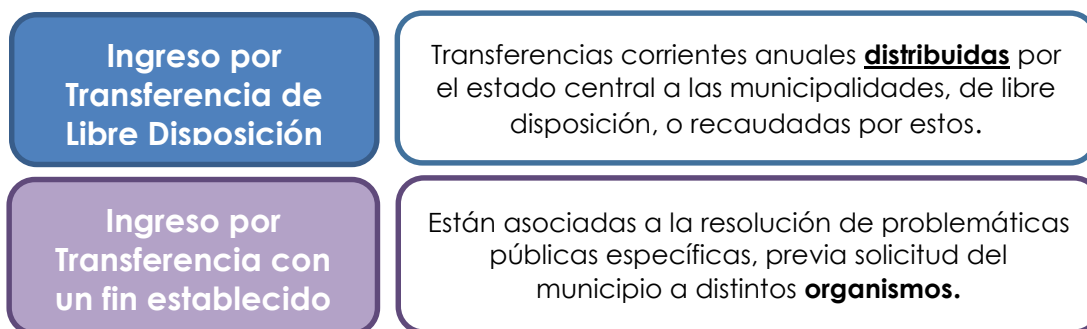 Ingreso por
Transferencia de
Libre Disposición
Transferencias corrientes anuales distribuidas por
el estado central a las municipalidades, de libre
disposición, o recaudadas por estos.
Ingreso por
Transferencia con
un fin establecido
Están asociadas a la resolución de problemáticas
públicas específicas, previa solicitud del
municipio a distintos organismos.